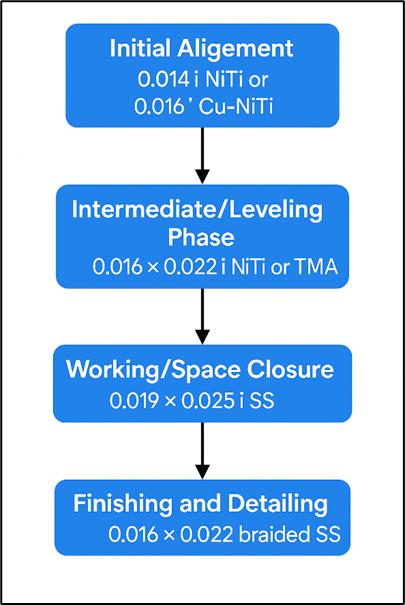 Initial Aligement
0.014 i NiTi or
0.016 ' Cu-NiTi
Intermediate/Leveling
Phase
0.016 × 0.022 i NiTi or TMA
Working/Space Closure
0.019 × 0.025 i SS
Finishing and Detailing
0.016 × 0.022 braided SS